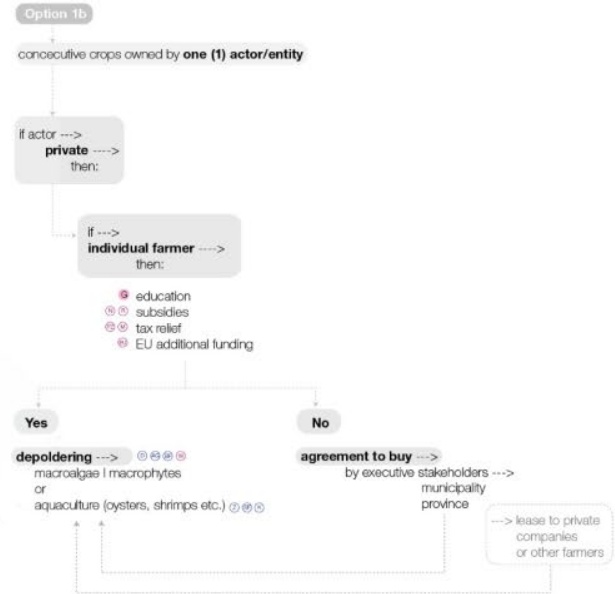 Option 1b
concecutive crops owned by one (1) actor/entity
if actor --->
private ---->
then:
if --->
individual farmer ---->
then:
G education
subsidies
tax relief
EU additional funding
Yes
No
depoldering --->
macroalgae | macrophytes
or
aquaculture (oysters, shrimps etc.)
agreement to buy --->
by executive stakeholders --->
municipality
province
---> lease to private
companies
or other farmers